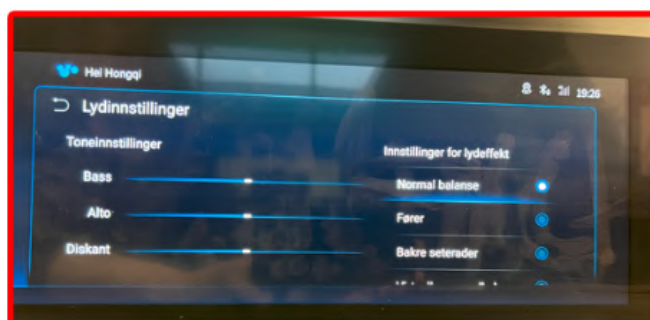 Hei Hongqi
19:26
Lydinnstillinger
Toneinnstillinger
Bass
Alto
Diskant
Innstillinger for lydeffekt
Normal balanse
Fører
Bakre seterader